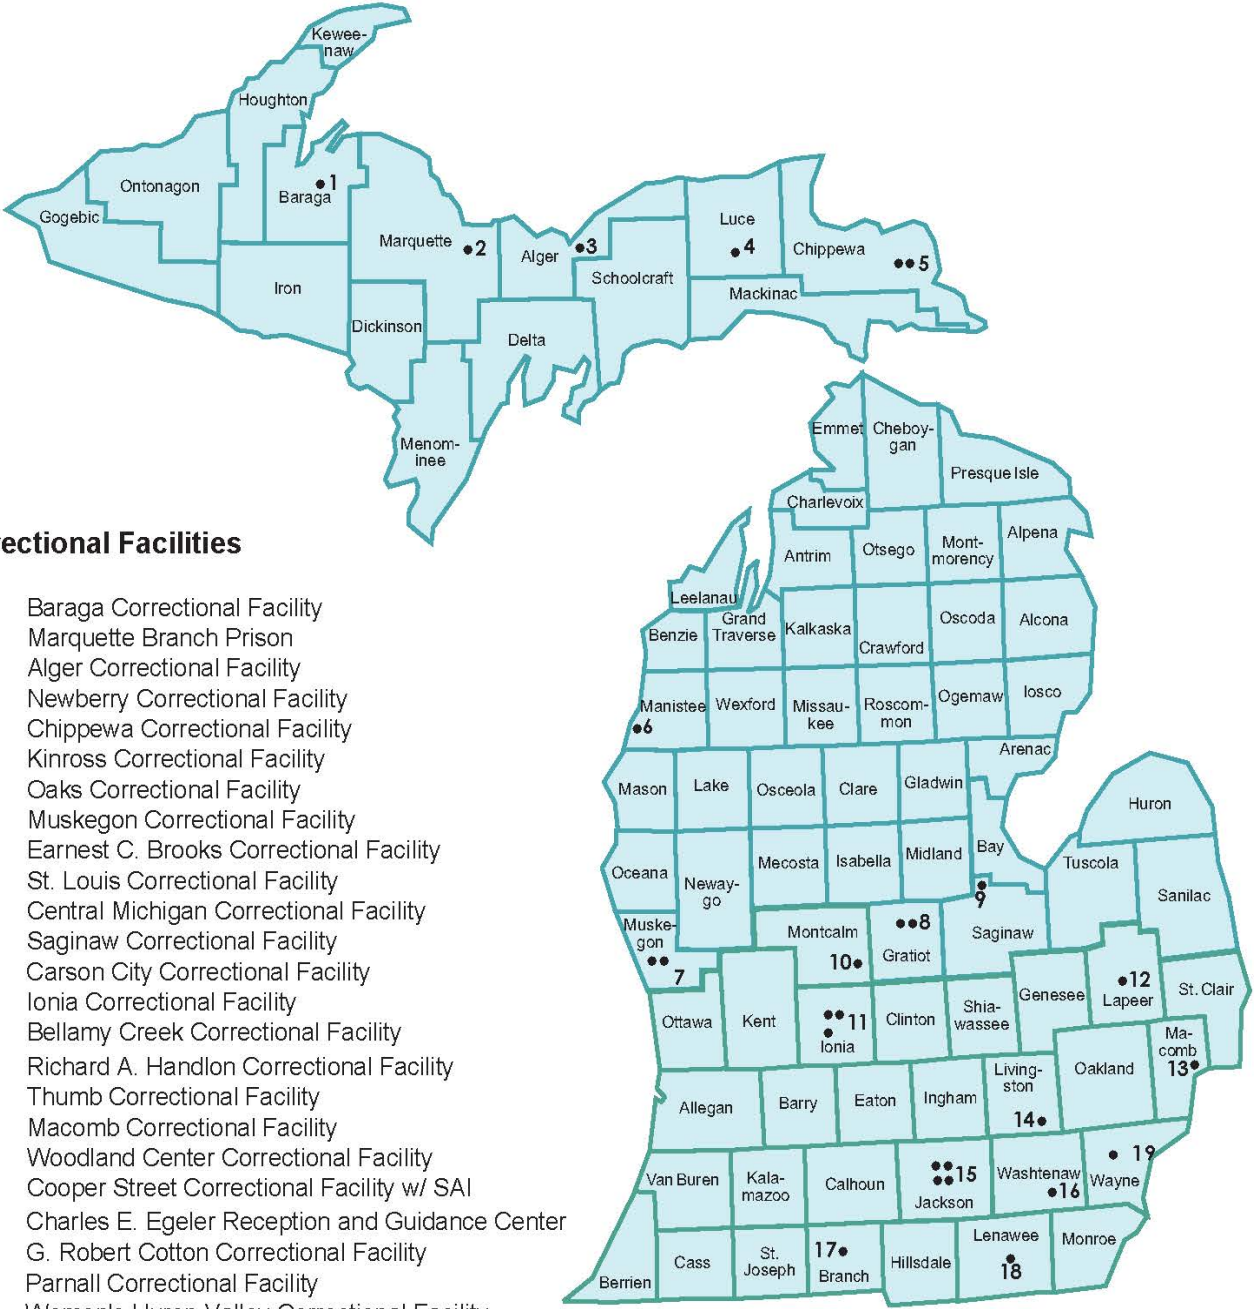 Kewee-
naw
Houghton
Ontonagon
Gogebic
Baraga
1
Marquette
2
Alger
3
Luce
4
Chippewa
5
Schoolcraft
Mackinac
Iron
Dickinson
Delta
Menom-
inee
Emmet
Cheboy-
gan
Presque Isle
Charlevoix
Antrim
Otsego
Mont-
morency
Alpena
Leelanau
Benzie
Grand
Traverse
Kalkaska
Crawford
Oscoda
Alcona
Manistee
6
Wexford
Missau-
kee
Roscom-
mon
Ogemaw
Iosco
Arenac
Mason
Lake
Osceola
Clare
Gladwin
Huron
Oceana
Neway-
go
Mecosta
Isabella
Midland
Bay
Tuscola
Sanilac
Muske-
gon
7
Montcalm
10
8
Gratiot
9
Saginaw
12
Lapeer
St. Clair
Genesee
Ottawa
Kent
11
Ionia
Clinton
Shia-
wassee
Ma-
comb
13
Allegan
Barry
Eaton
Ingham
Living-
ston
14
Oakland
Van Buren
Kala-
mazoo
Calhoun
15
Jackson
Washtenaw
16
19
Wayne
Berrien
Cass
St.
Joseph
17
Branch
Hillsdale
Lenawee
18
Monroe
ectional Facilities
Baraga Correctional Facility
Marquette Branch Prison
Alger Correctional Facility
Newberry Correctional Facility
Chippewa Correctional Facility
Kinross Correctional Facility
Oaks Correctional Facility
Muskegon Correctional Facility
Earnest C. Brooks Correctional Facility
St. Louis Correctional Facility
Central Michigan Correctional Facility
Saginaw Correctional Facility
Carson City Correctional Facility
Ionia Correctional Facility
Bellamy Creek Correctional Facility
Richard A. Handlon Correctional Facility
Thumb Correctional Facility
Macomb Correctional Facility
Woodland Center Correctional Facility
Cooper Street Correctional Facility w/ SAI
Charles E. Egeler Reception and Guidance Center
G. Robert Cotton Correctional Facility
Parnall Correctional Facility
Women's Huron Valley Correctional Facility